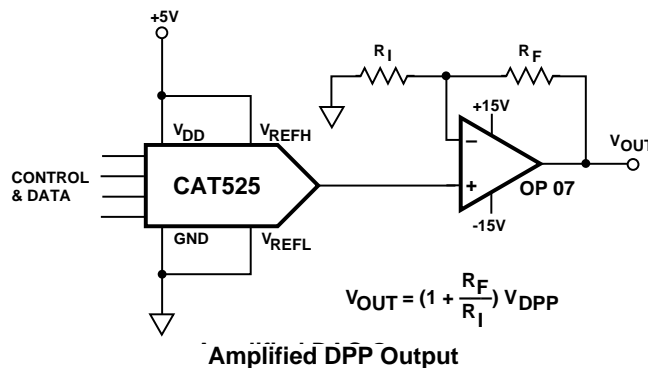 +5V
R_I
R_F
V_DD
V_REFH
+15V
V_OUT
CONTROL
& DATA
CAT525
−
+
OP 07
-15V
GND
V_REFL
V_OUT = (1 + R_F/R_I) V_DPP
Amplified DPP Output